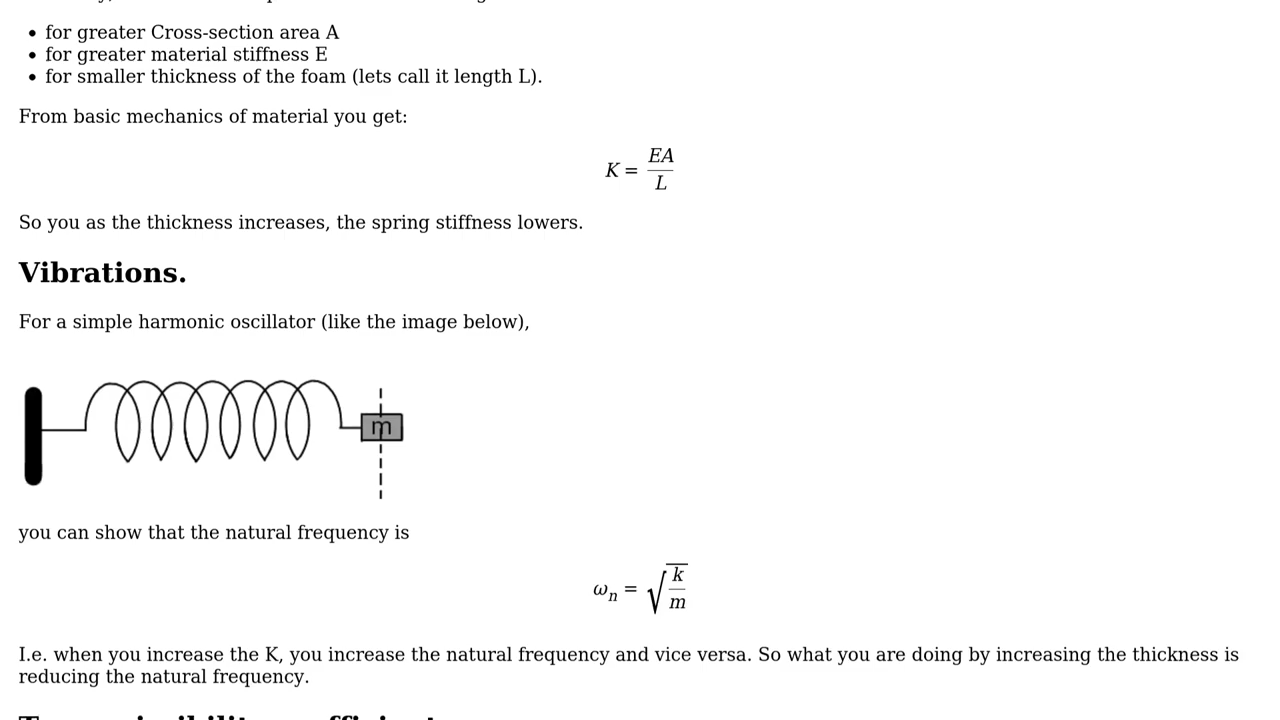 • for greater Cross-section area A
• for greater material stiffness E
• for smaller thickness of the foam (lets call it length L).
From basic mechanics of material you get:
K = EA / L
So you as the thickness increases, the spring stiffness lowers.
Vibrations.
For a simple harmonic oscillator (like the image below),
m
you can show that the natural frequency is
ωn = √(k / m)
I.e. when you increase the K, you increase the natural frequency and vice versa. So what you are doing by increasing the thickness is
reducing the natural frequency.